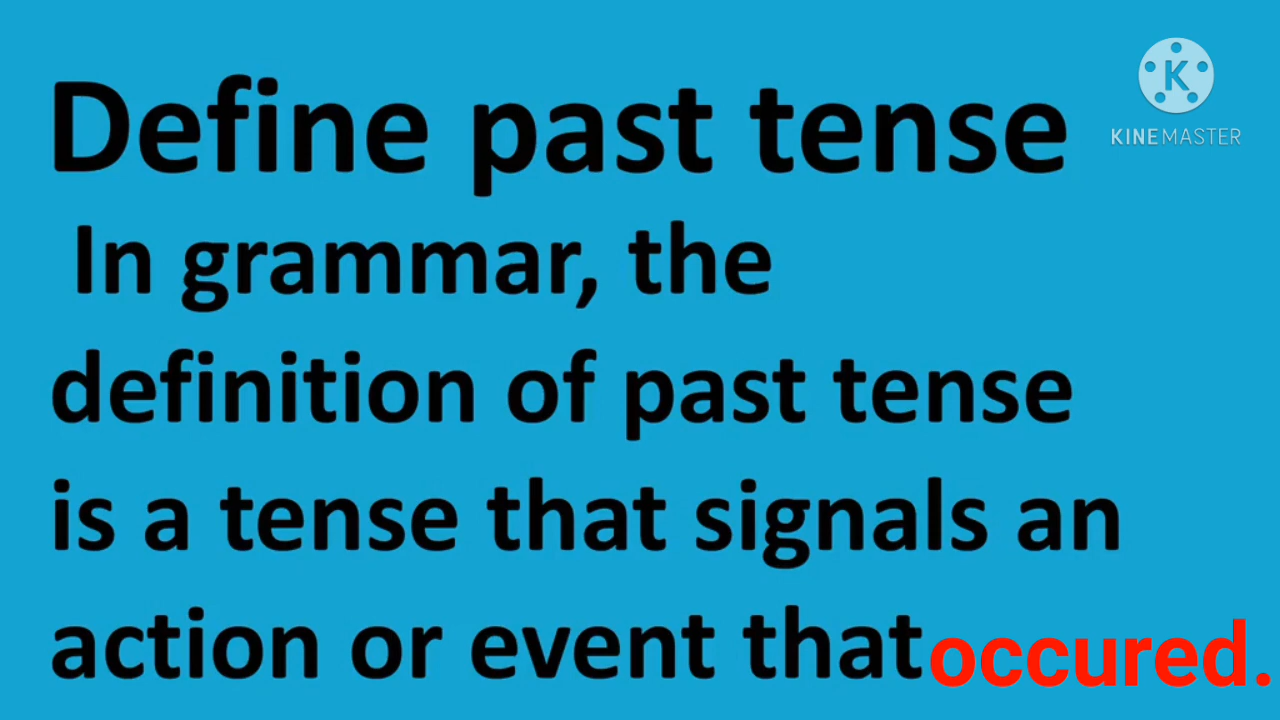 Define past tense
KINEMASTER
In grammar, the
definition of past tense
is a tense that signals an
action or event that occured.